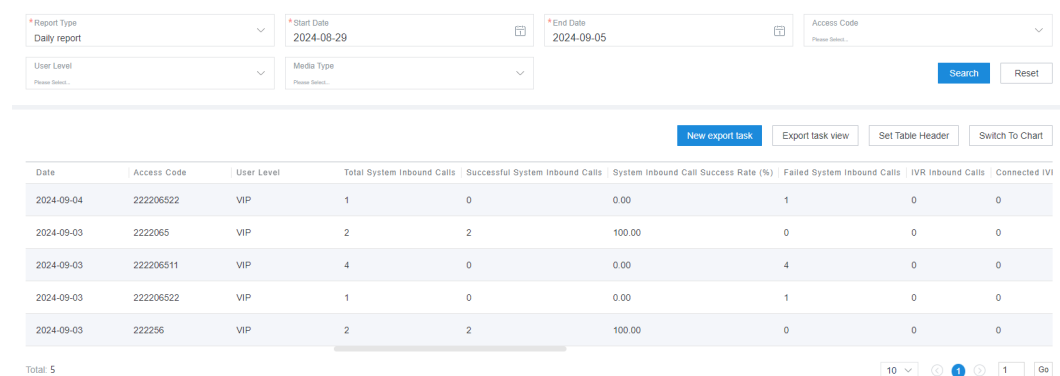 *Report Type
Daily report
*Start Date
2024-08-29
*End Date
2024-09-05
Access Code
Please Select...
User Level
Please Select...
Media Type
Please Select...
Search Reset
New export task Export task view Set Table Header Switch To Chart
Date Access Code User Level Total System Inbound Calls Successful System Inbound Calls System Inbound Call Success Rate (%) Failed System Inbound Calls IVR Inbound Calls Connected IVI
2024-09-04 222206522 VIP 1 0 0.00 1 0 0
2024-09-03 2222065 VIP 2 2 100.00 0 0 0
2024-09-03 222206511 VIP 4 0 0.00 4 0 0
2024-09-03 222206522 VIP 1 0 0.00 1 0 0
2024-09-03 222256 VIP 2 2 100.00 0 0 0
Total: 5 10 1 1 Go